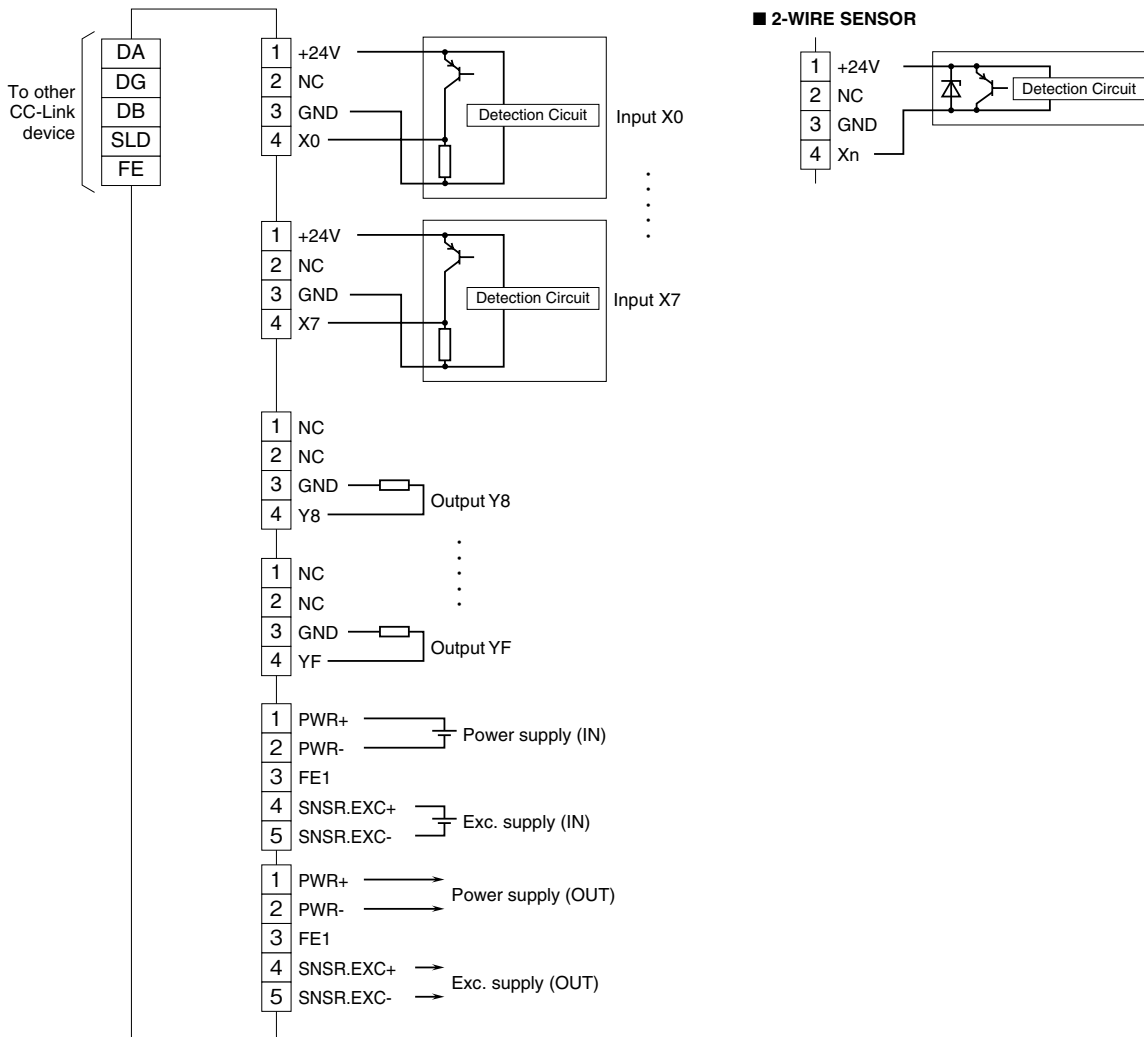 To other
CC-Link
device
DA
DG
DB
SLD
FE
1 +24V
2 NC
3 GND
4 X0
Detection Cicuit
Input X0
1 +24V
2 NC
3 GND
4 X7
Detection Circuit
Input X7
1 NC
2 NC
3 GND
4 Y8
Output Y8
1 NC
2 NC
3 GND
4 YF
Output YF
1 PWR+
2 PWR-
Power supply (IN)
3 FE1
4 SNSR.EXC+
5 SNSR.EXC-
Exc. supply (IN)
1 PWR+
2 PWR-
Power supply (OUT)
3 FE1
4 SNSR.EXC+
5 SNSR.EXC-
Exc. supply (OUT)
■ 2-WIRE SENSOR
1 +24V
2 NC
3 GND
4 Xn
Detection Circuit